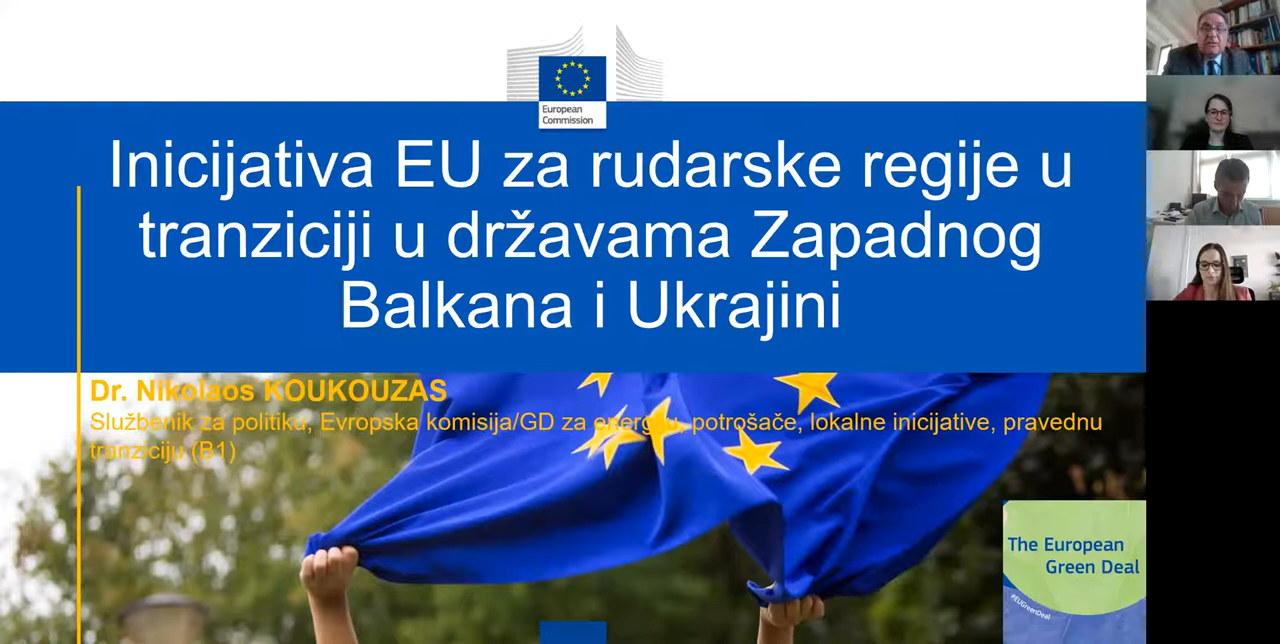 European
Commission
Inicijativa EU za rudarske regije u
tranziciji u državama Zapadnog
Balkana i Ukrajini
Dr. Nikolaos KOUKOUZAS
Službenik za politiku, Evropska komisija/GD za energiju, potrošače, lokalne inicijative, pravednu
tranziciju (B1)
The European
Green Deal
#EUGreenDeal